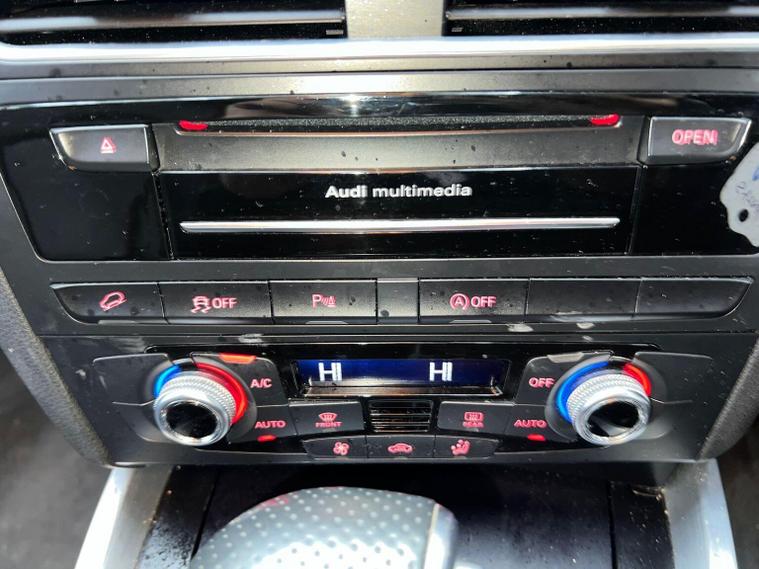 OPEN
Audi multimedia
OFF
P
A OFF
A/C
HI
HI
OFF
AUTO
FRONT
REAR
AUTO